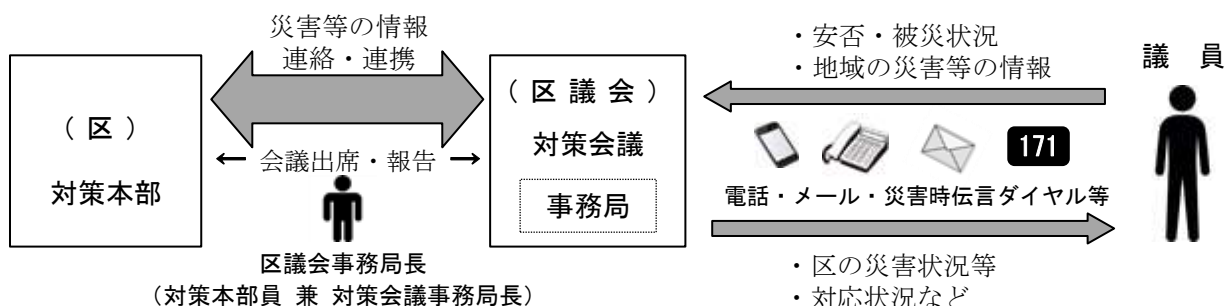 災害等の情報
連絡・連携
(区)
対策本部
← 会議出席・報告 →
区議会事務局長
(対策本部員 兼 対策会議事務局長)
(区議会)
対策会議
事務局
・安否・被災状況
・地域の災害等の情報
171
電話・メール・災害時伝言ダイヤル等
・区の災害状況等
・対応状況など
議 員